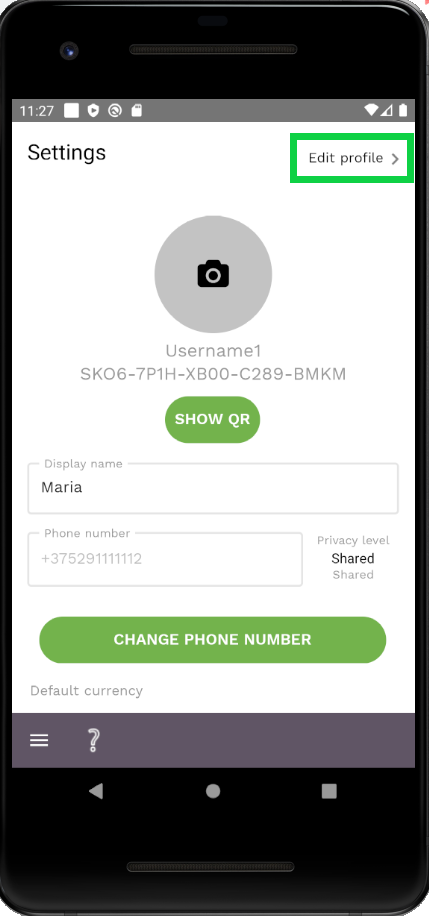 11:27
Settings
Edit profile
Username1
SKO6-7P1H-XB00-C289-BMKM
SHOW QR
Display name
Maria
Phone number
+375291111112
Privacy level
Shared
Shared
CHANGE PHONE NUMBER
Default currency